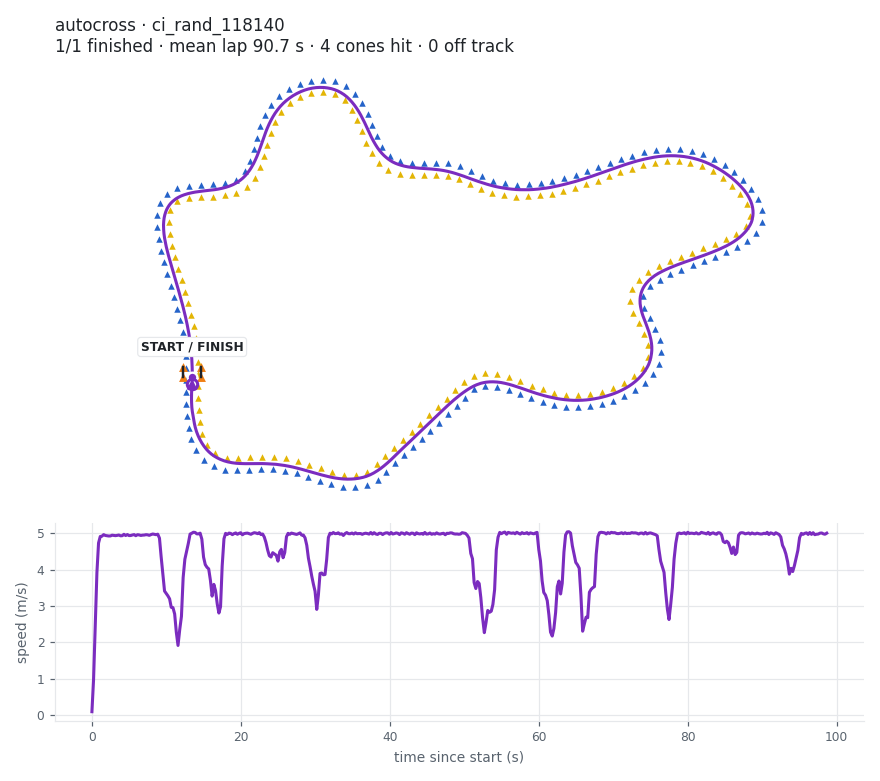 autocross · ci_rand_118140
1/1 finished · mean lap 90.7 s · 4 cones hit · 0 off track
START / FINISH
5
4
3
2
1
0
speed (m/s)
0 20 40 60 80 100
time since start (s)